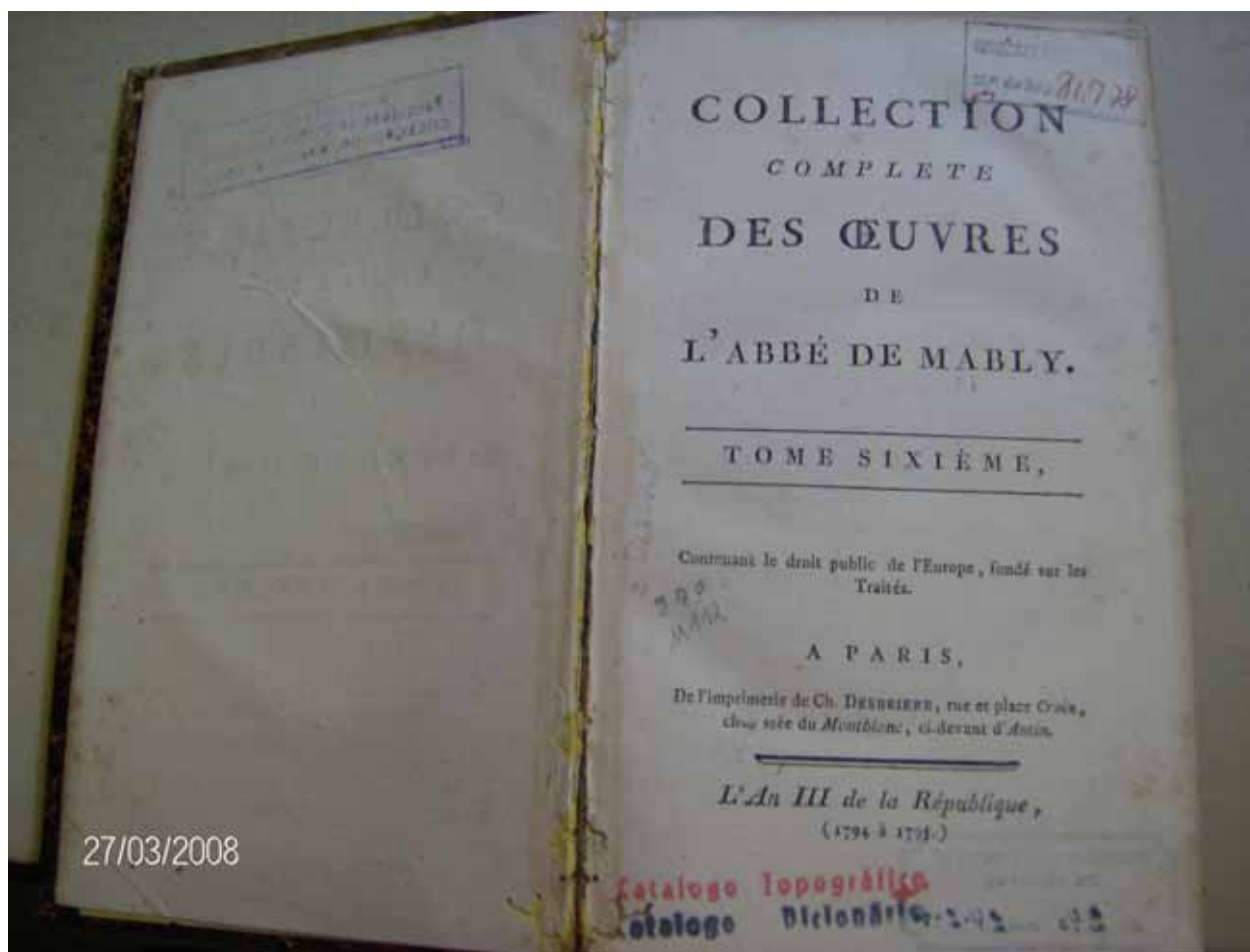 COLLECTION
COMPLETE
DES ŒUVRES
DE
L'ABBÉ DE MABLY.
TOME SIXIÈME,
Contenant le droit public de l'Europe, fondé sur les
Traités.
A PARIS,
De l'imprimerie de Ch. DESBRIERE, rue et place Croix,
chaussée du Montblanc, ci-devant d'Antin.
L'An III de la République,
(1794 à 1795.)
Catalogo Topográfico
Catalogo Dicionário
27/03/2008